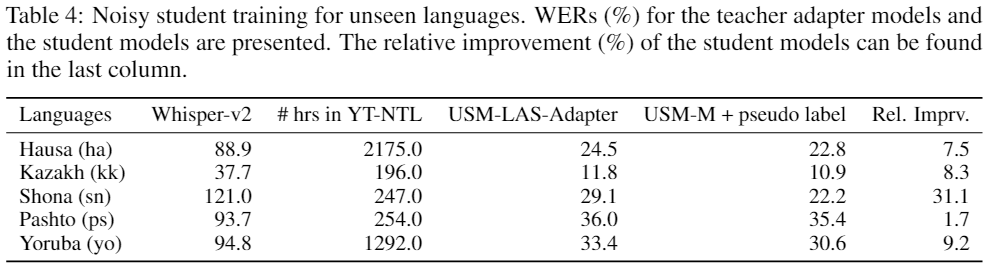 Table 4: Noisy student training for unseen languages. WERs (%) for the teacher adapter models and
the student models are presented. The relative improvement (%) of the student models can be found
in the last column.
Languages Whisper-v2 # hrs in YT-NTL USM-LAS-Adapter USM-M + pseudo label Rel. Imprv.
Hausa (ha) 88.9 2175.0 24.5 22.8 7.5
Kazakh (kk) 37.7 196.0 11.8 10.9 8.3
Shona (sn) 121.0 247.0 29.1 22.2 31.1
Pashto (ps) 93.7 254.0 36.0 35.4 1.7
Yoruba (yo) 94.8 1292.0 33.4 30.6 9.2